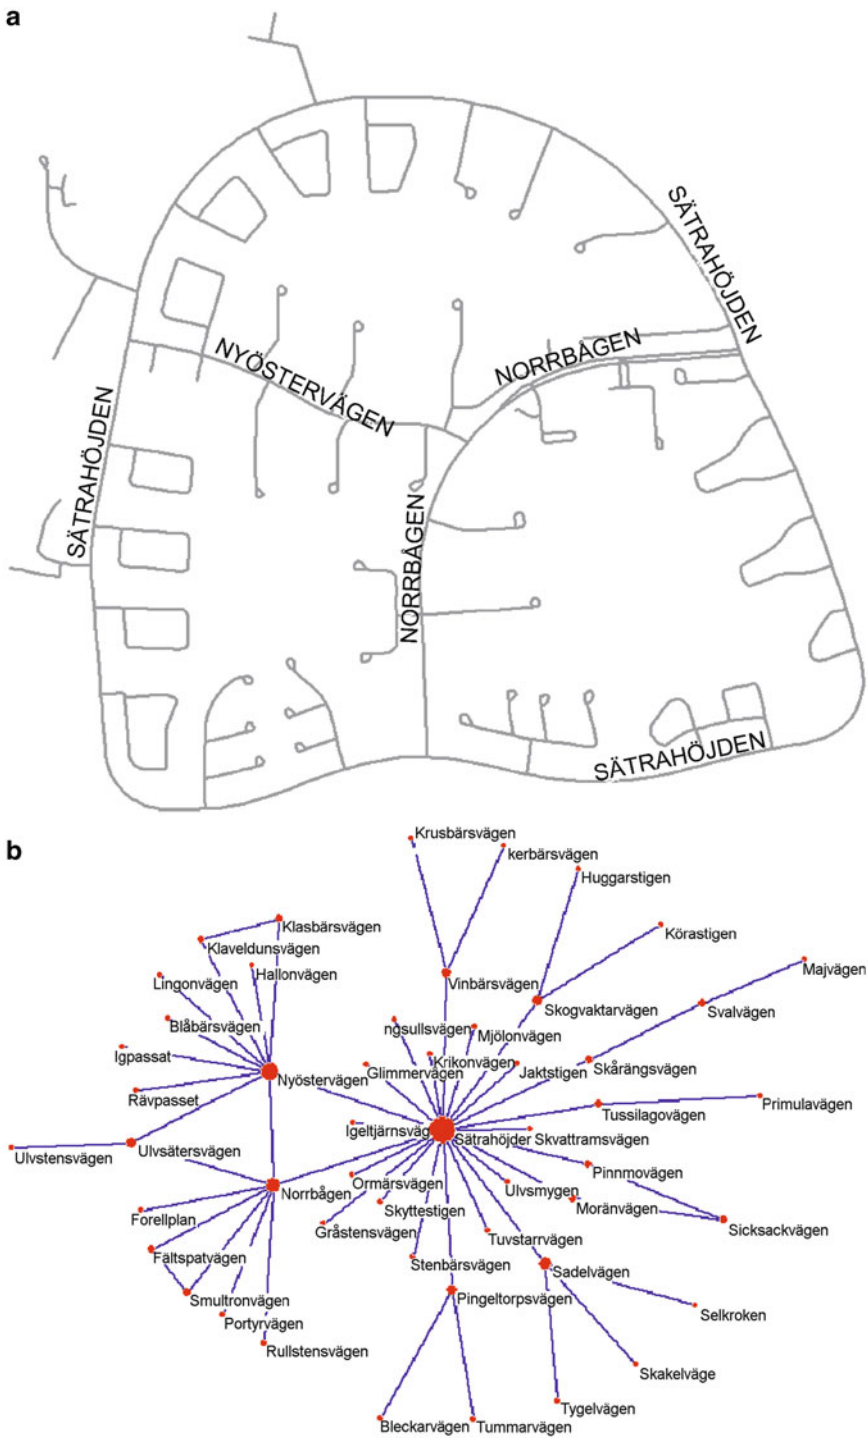 a
SÄTRAHÖJDEN
NORRBÅGEN
NYÖSTERVÄGEN
SÄTRAHÖJDEN
NORRBÅGEN
SÄTRAHÖJDEN
b
Krusbärsvägen
kerbärsvägen
Huggarstigen
Klasbärsvägen
Körastigen
Klaveldunsvägen
Hallonvägen
Majvägen
Lingonvägen
Vinbärsvägen
Skogvaktarvägen
Svalvägen
Blåbärsvägen
ngsullsvägen
Mjölonvägen
Igpassat
Krikonvägen
Glimmervägen
Jaktstigen
Skårängsvägen
Nyöstervägen
Rävpasset
Tussilagovägen
Primulavägen
Igeltjärnsväg
Sätrahöjder
Skvattramsvägen
Ulvstensvägen
Ulvsätersvägen
Pinnmovägen
Norrbågen
Ormärsvägen
Ulvsmygen
Forellplan
Skyttestigen
Moränvägen
Gråstensvägen
Sicksackvägen
Fältspatvägen
Tuvstarrvägen
Stenbärsvägen
Sadelvägen
Smultronvägen
Pingeltorpsvägen
Selkroken
Portyrvägen
Rullstensvägen
Skakelväge
Tygelvägen
Bleckarvägen
Tummarvägen